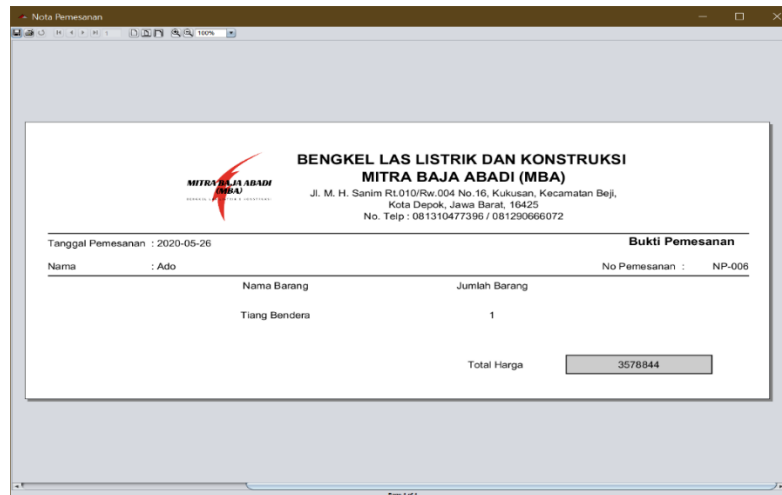 Nota Pemesanan
100%
BENGKEL LAS LISTRIK DAN KONSTRUKSI
MITRA BAJA ABADI (MBA)
MITRA BAJA ABADI
(MBA)
Jl. M. H. Sanim Rt.010/Rw.004 No.16, Kukusan, Kecamatan Beji,
Kota Depok, Jawa Barat, 16425
No. Telp : 081310477396 / 081290666072
Tanggal Pemesanan : 2020-05-26 Bukti Pemesanan
Nama : Ado No Pemesanan : NP-006
Nama Barang Jumlah Barang
Tiang Bendera 1
Total Harga 3578844